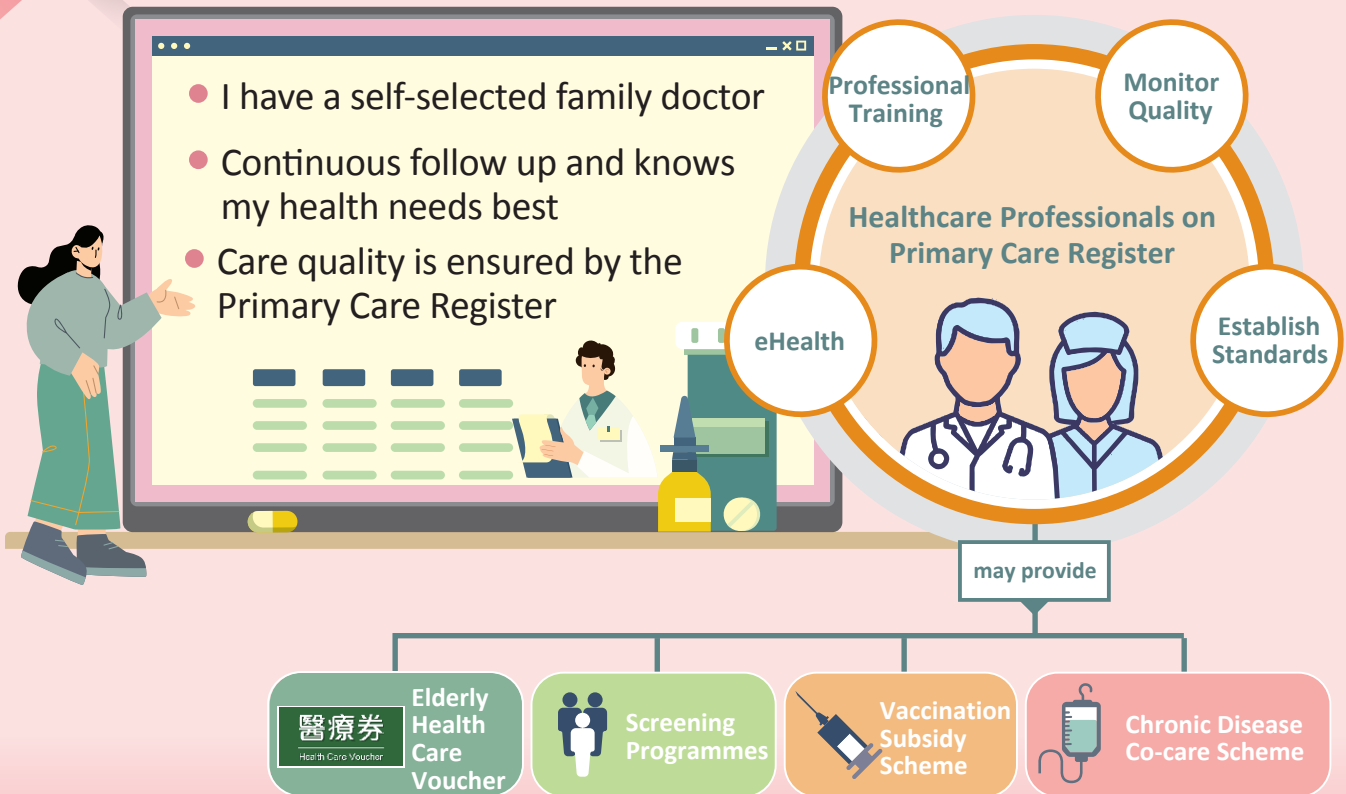 I have a self-selected family doctor
Continuous follow up and knows
my health needs best
Care quality is ensured by the
Primary Care Register
Professional
Training
Monitor
Quality
Healthcare Professionals on
Primary Care Register
eHealth
Establish
Standards
may provide
醫療券
Health Care Voucher
Elderly
Health
Care
Voucher
Screening
Programmes
Vaccination
Subsidy
Scheme
Chronic Disease
Co-care Scheme